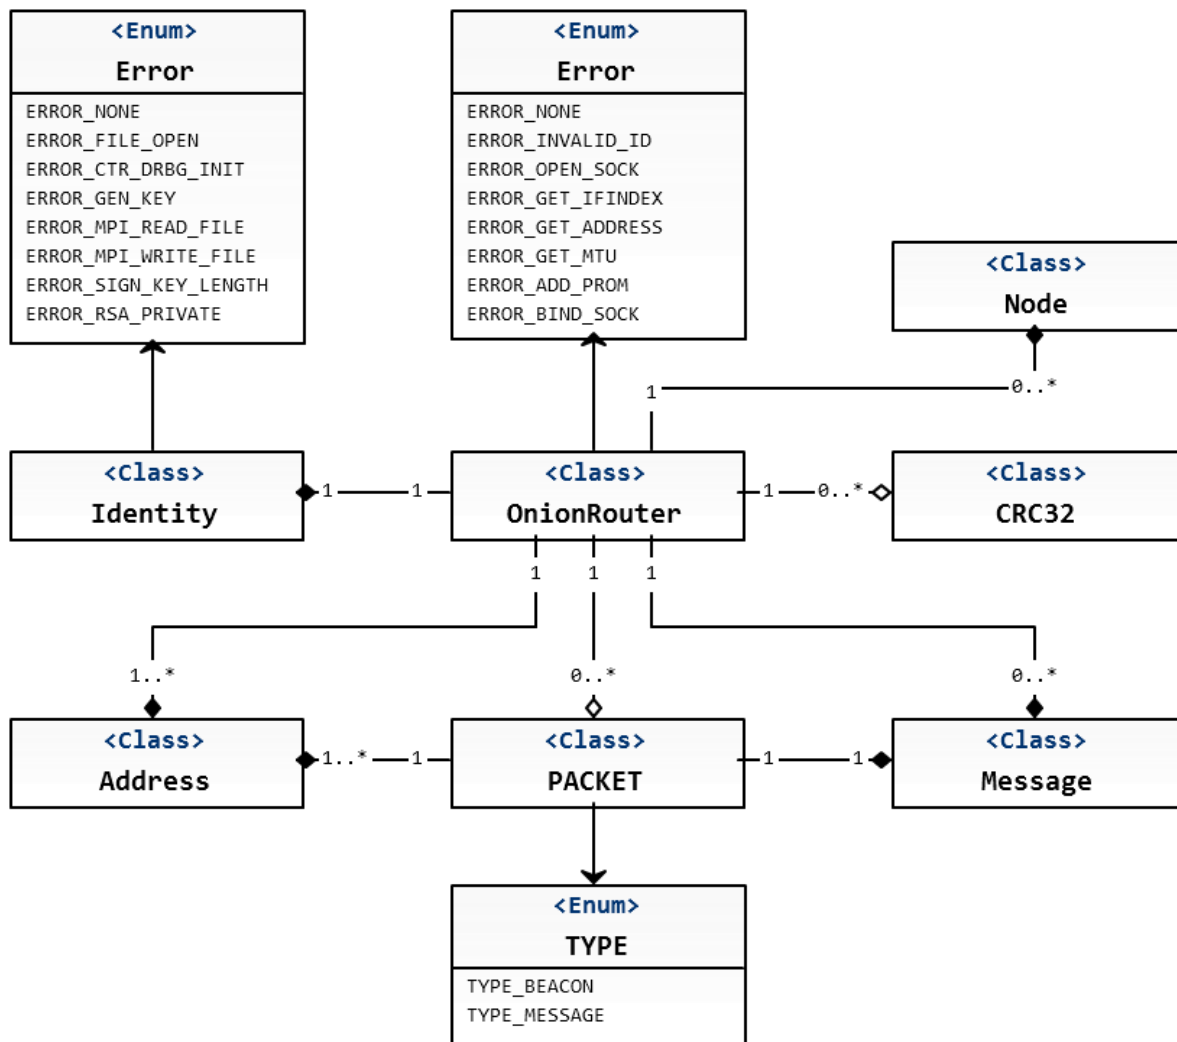 <Enum>
Error
ERROR_NONE
ERROR_FILE_OPEN
ERROR_CTR_DRBG_INIT
ERROR_GEN_KEY
ERROR_MPI_READ_FILE
ERROR_MPI_WRITE_FILE
ERROR_SIGN_KEY_LENGTH
ERROR_RSA_PRIVATE
<Enum>
Error
ERROR_NONE
ERROR_INVALID_ID
ERROR_OPEN_SOCK
ERROR_GET_IFINDEX
ERROR_GET_ADDRESS
ERROR_GET_MTU
ERROR_ADD_PROM
ERROR_BIND_SOCK
<Class>
Node
1
0..*
<Class>
Identity
1
1
<Class>
OnionRouter
1
0..*
<Class>
CRC32
1
1
1
1..*
0..*
0..*
<Class>
Address
1..*
1
<Class>
PACKET
1
1
<Class>
Message
<Enum>
TYPE
TYPE_BEACON
TYPE_MESSAGE